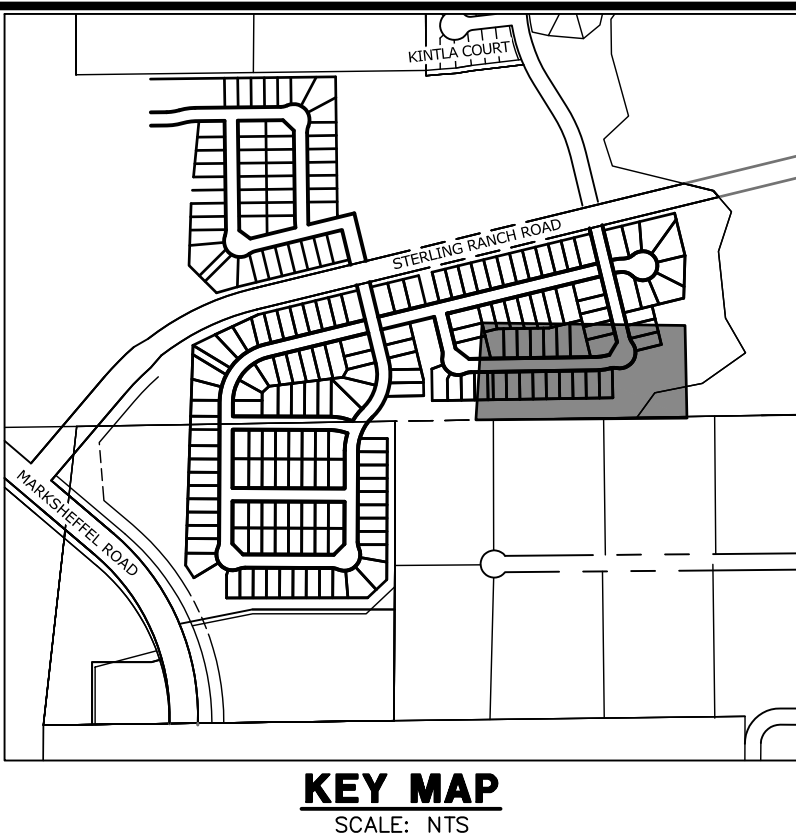 KINTLA COURT
STERLING RANCH ROAD
MARKSHEFFEL ROAD
KEY MAP
SCALE: NTS